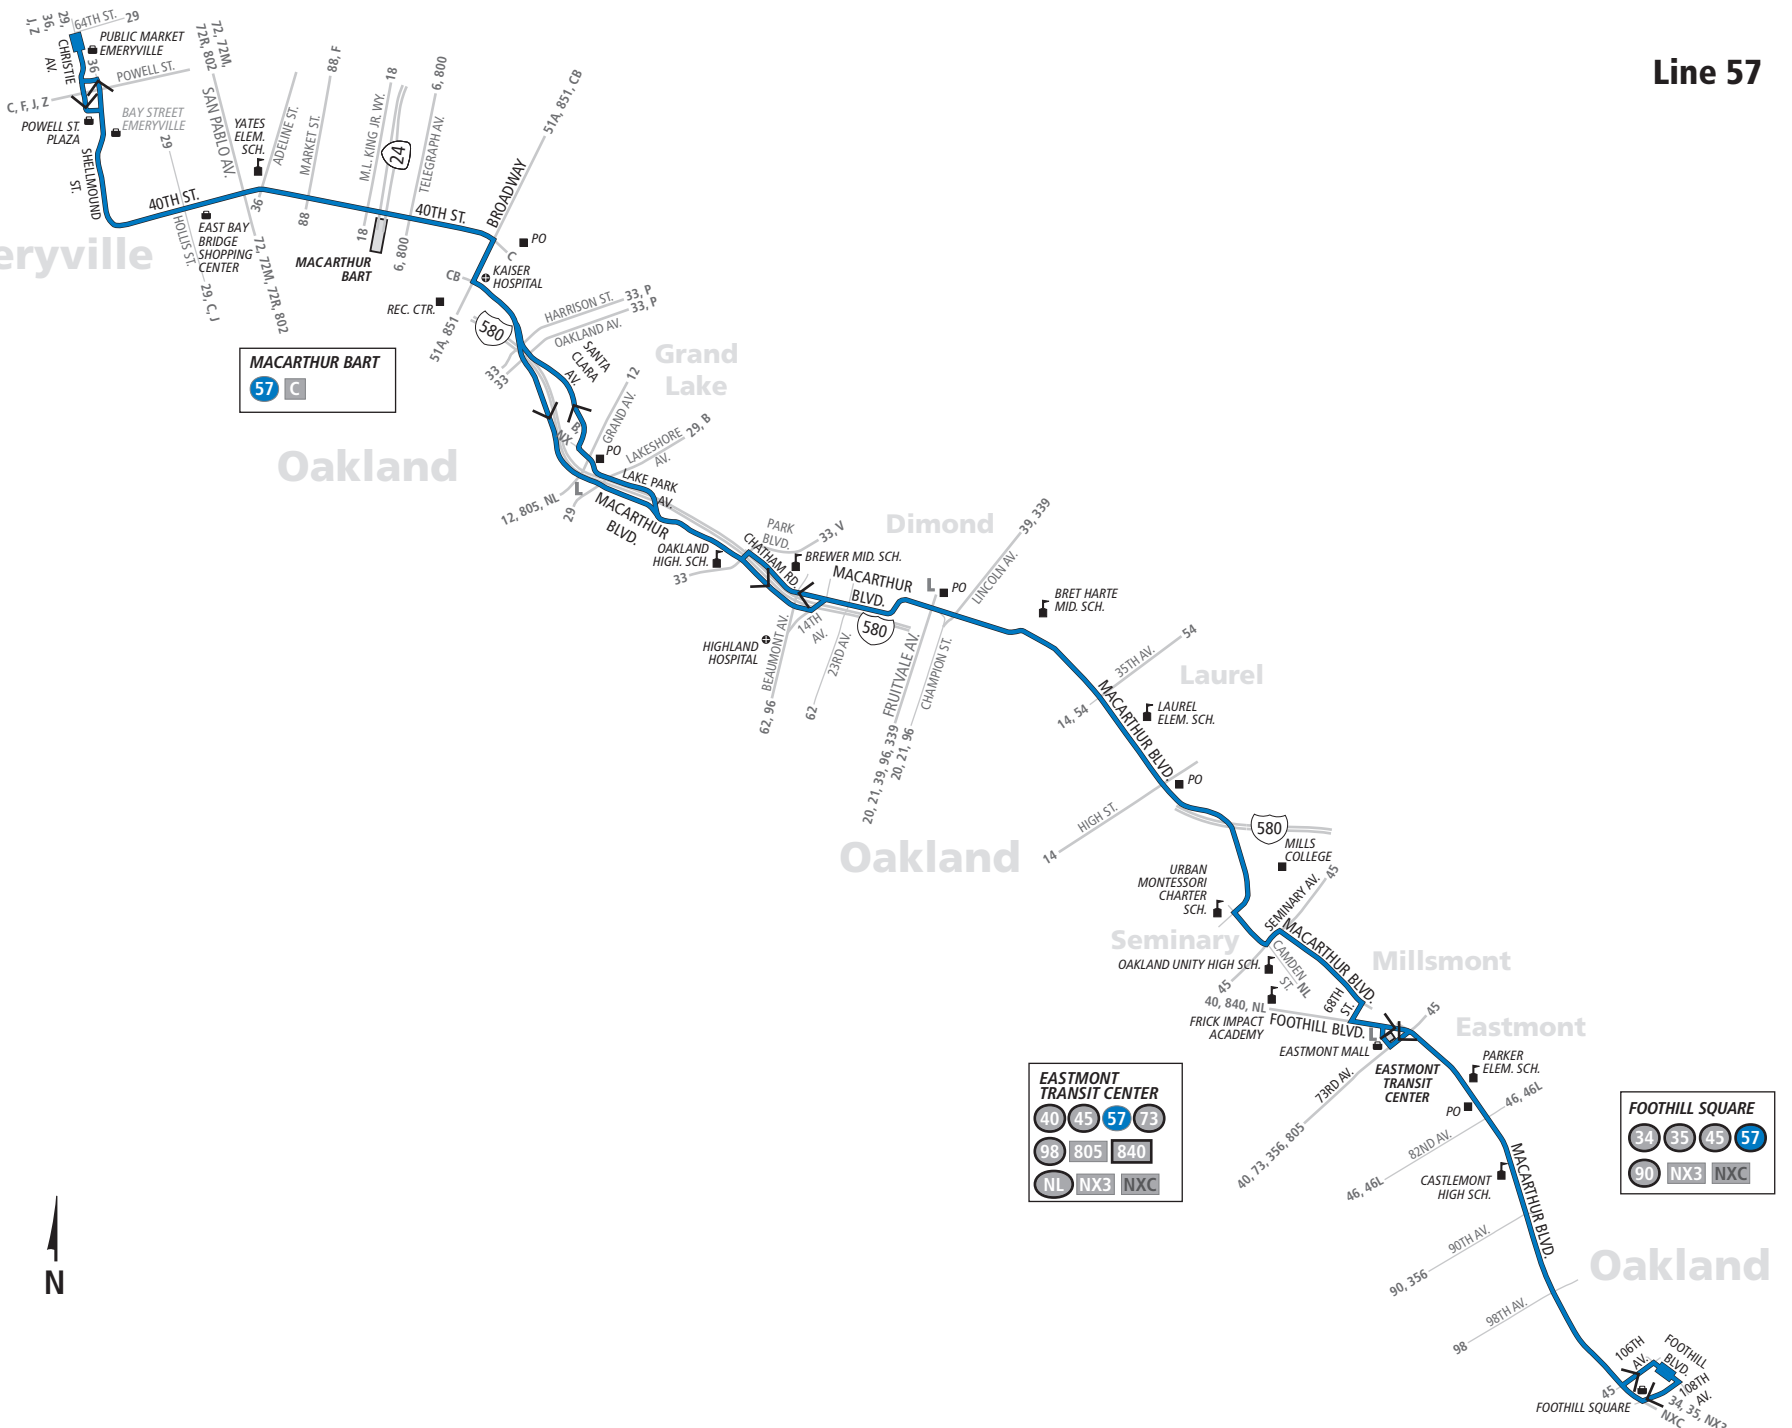 Line 57
29,
36,
J, Z
64TH ST.
29
PUBLIC MARKET
EMERYVILLE
CHRISTIE
AV.
36
POWELL ST.
C, F, J, Z
POWELL ST.
PLAZA
BAY STREET
EMERYVILLE
29
SHELLMOUND
ST.
72, 72M,
72R, 802
SAN PABLO AV.
YATES
ELEM.
SCH.
ADELINE ST.
88, F
MARKET ST.
18
M.L. KING JR. WY.
24
6, 800
TELEGRAPH AV.
51A, 851, CB
BROADWAY
40TH ST.
EAST BAY
BRIDGE
SHOPPING
CENTER
HOLLIS ST.
29, C, J
36
72, 72M, 72R, 802
88
18
MACARTHUR
BART
6, 800
40TH ST.
PO
C
CB
KAISER
HOSPITAL
REC. CTR.
51A, 851
580
HARRISON ST.
33, P
OAKLAND AV.
33, P
33
33
eryville
MACARTHUR BART
57 C
Oakland
SANTA
CLARA
AV.
Grand
Lake
12
GRAND AV.
B,
NX
PO
LAKESHORE
AV.
29, B
LAKE PARK
AV.
L
12, 805, NL
29
MACARTHUR
BLVD.
OAKLAND
HIGH. SCH.
33
PARK
BLVD.
33, V
CHATHAM RD.
BREWER MID. SCH.
MACARTHUR
BLVD.
Dimond
39, 339
LINCOLN AV.
L
PO
BRET HARTE
MID. SCH.
HIGHLAND
HOSPITAL
BEAUMONT AV.
62, 96
14TH
AV.
23RD AV.
62
580
FRUITVALE AV.
20, 21, 39, 96, 339
CHAMPION ST.
20, 21, 96
35TH AV.
54
14, 54
Laurel
LAUREL
ELEM. SCH.
MACARTHUR BLVD.
PO
HIGH ST.
14
Oakland
580
MILLS
COLLEGE
URBAN
MONTESSORI
CHARTER
SCH.
SEMINARY AV.
45
Seminary
MACARTHUR BLVD.
Millsmont
OAKLAND UNITY HIGH SCH.
45
CAMDEN
ST.
NL
68TH
ST.
40, 840, NL
FRICK IMPACT
ACADEMY
FOOTHILL BLVD.
L
45
Eastmont
EASTMONT MALL
EASTMONT
TRANSIT
CENTER
73RD AV.
40, 73, 356, 805
PARKER
ELEM. SCH.
PO
46, 46L
82ND AV.
46, 46L
EASTMONT
TRANSIT CENTER
40 45 57 73
98 805 840
NL NX3 NXC
FOOTHILL SQUARE
34 35 45 57
90 NX3 NXC
CASTLEMONT
HIGH SCH.
MACARTHUR BLVD.
90TH AV.
90, 356
Oakland
98TH AV.
98
N
106TH
AV.
FOOTHILL
BLVD.
108TH
AV.
45
FOOTHILL SQUARE
34, 35, NX3
NXC